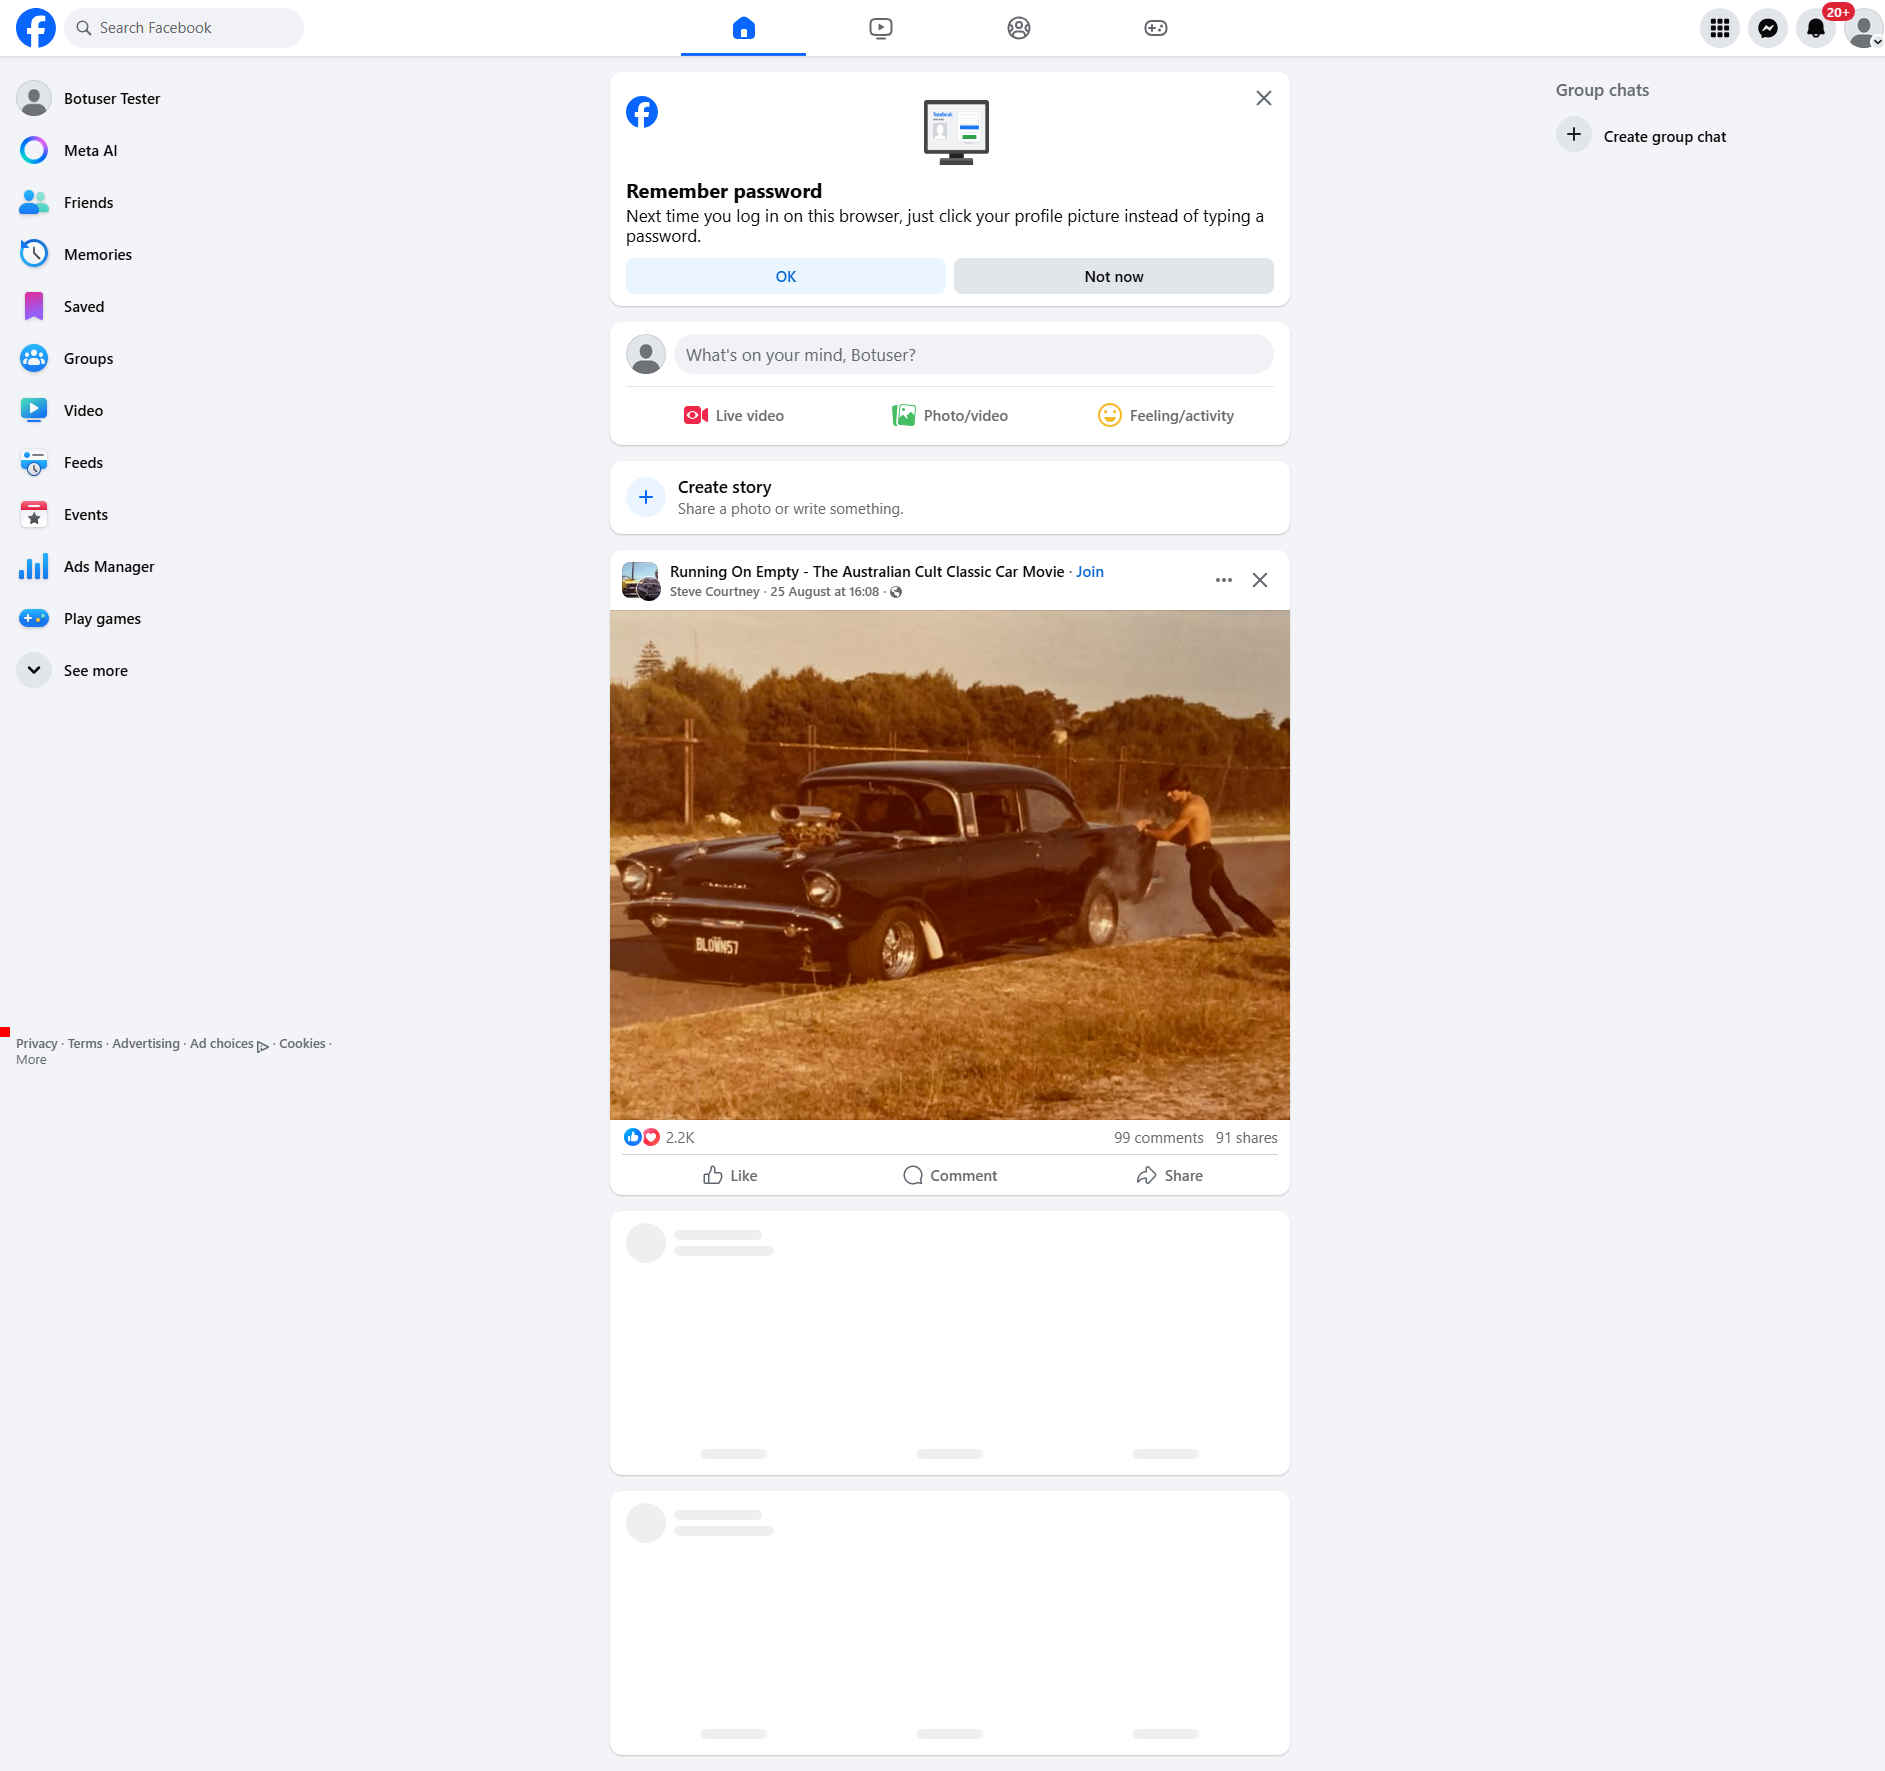 Search Facebook
20+
Botuser Tester
Meta AI
Friends
Memories
Saved
Groups
Video
Feeds
Events
Ads Manager
Play games
See more
Privacy · Terms · Advertising · Ad choices · Cookies ·
More
facebook
Remember password
Next time you log in on this browser, just click your profile picture instead of typing a
password.
OK
Not now
What's on your mind, Botuser?
Live video
Photo/video
Feeling/activity
Create story
Share a photo or write something.
Running On Empty - The Australian Cult Classic Car Movie · Join
Steve Courtney · 25 August at 16:08 ·
Chevrolet
BLOWN57
2.2K
99 comments 91 shares
Like
Comment
Share
Group chats
Create group chat